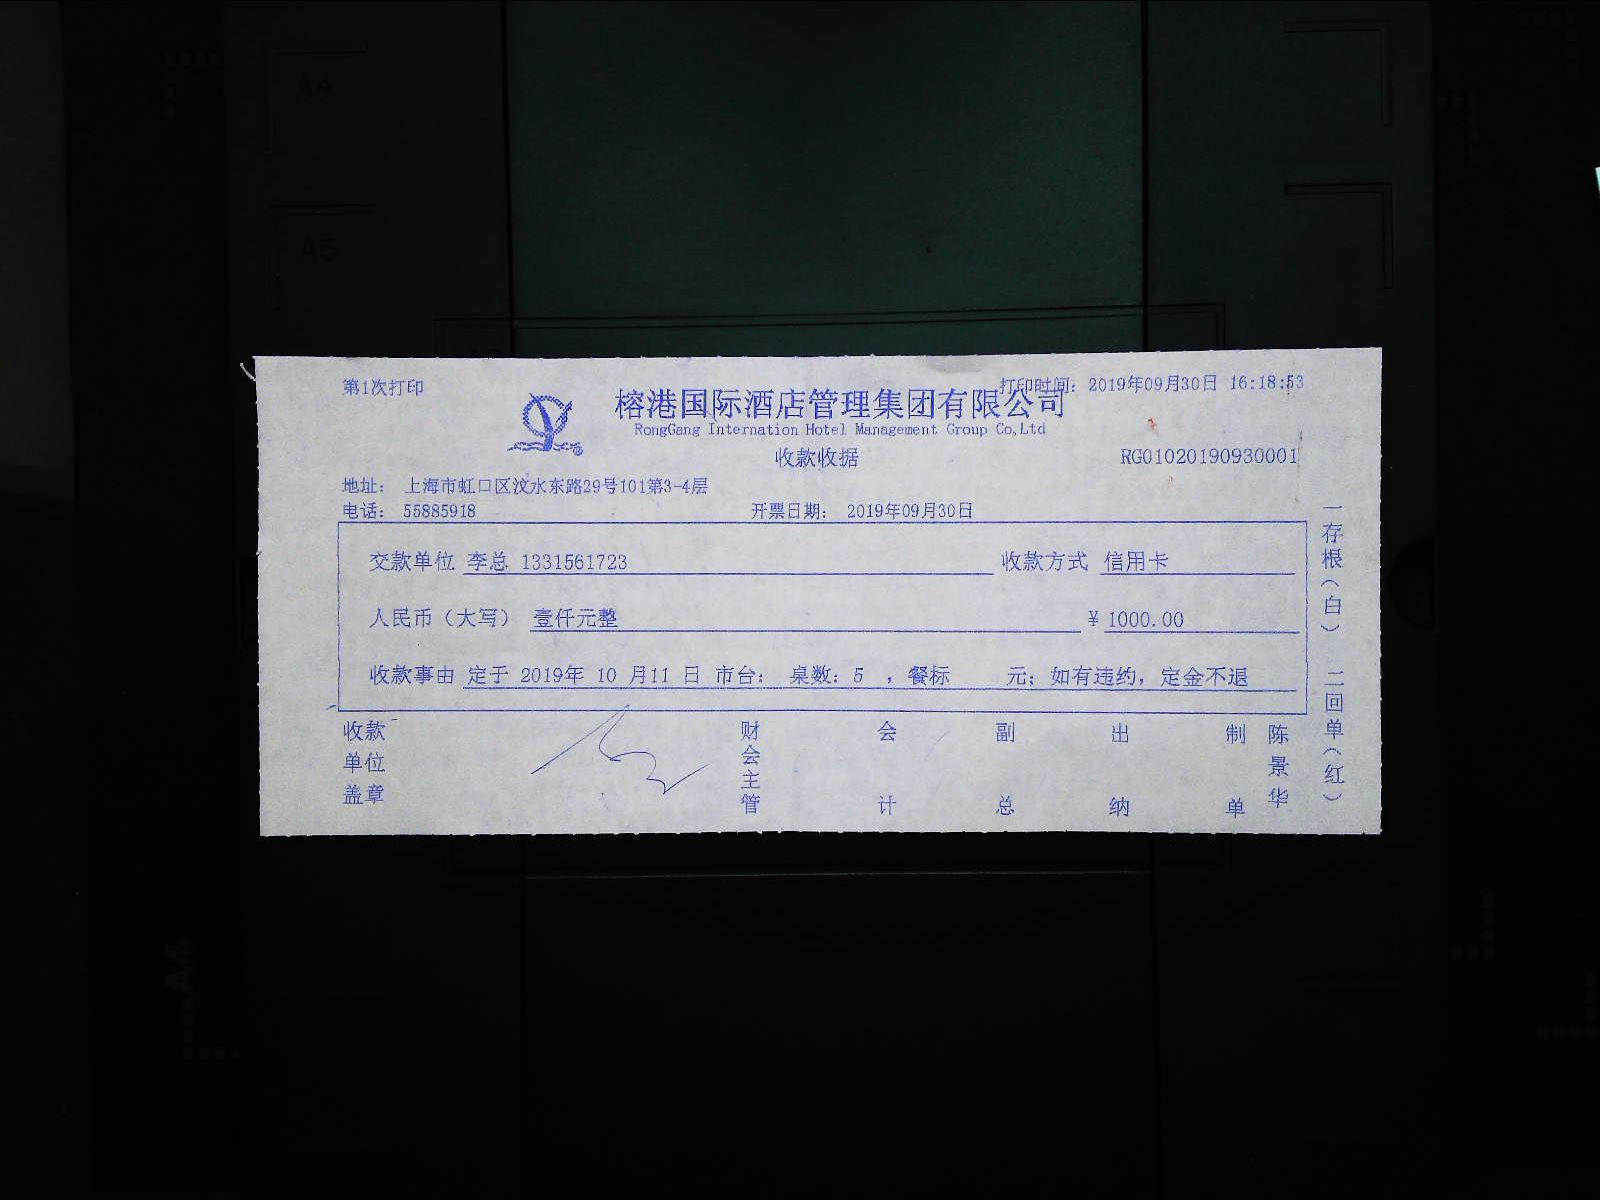 第1次打印
打印时间: 2019年09月30日 16:18:53
榕港国际酒店管理集团有限公司
RongGang Internation Hotel Management Group Co,Ltd
收款收据
RG01020190930001
地址: 上海市虹口区汶水东路29号101第3-4层
电话: 55885918
开票日期: 2019年09月30日
交款单位 李总 1331561723 收款方式 信用卡
人民币(大写) 壹仟元整 ¥ 1000.00
收款事由 定于 2019年 10 月11 日 市台: 桌数: 5 , 餐标 元; 如有违约, 定金不退
收款单位盖章
财会主管
会计
副总
出纳
制单
陈景华
一存根(白) 二回单(红)
A4
A5
A4